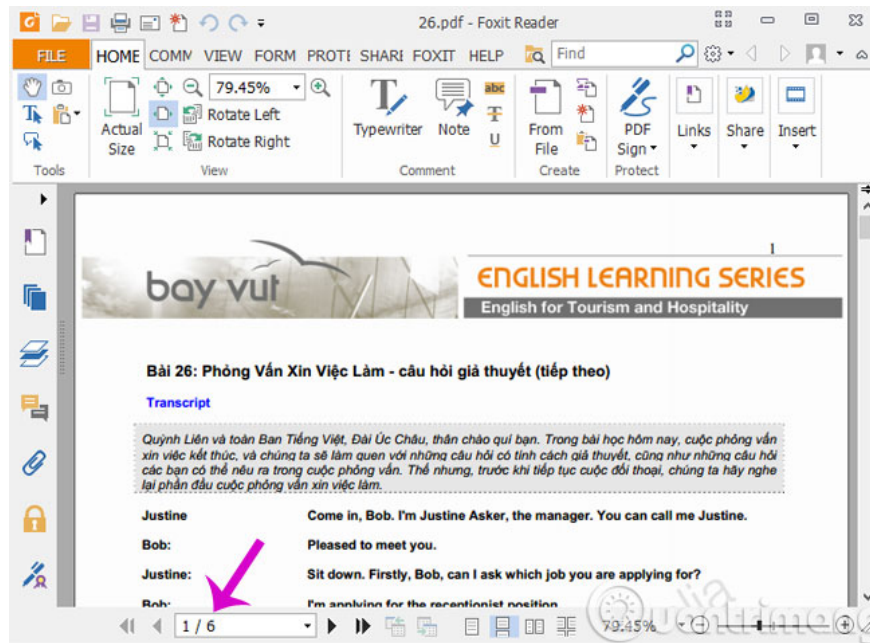 26.pdf - Foxit Reader
FILE HOME COMM VIEW FORM PROTE SHARE FOXIT HELP Find
79.45%
Rotate Left
Rotate Right
Actual Size
Typewriter Note
abc
T
U
From File
PDF Sign
Links Share Insert
Tools View Comment Create Protect
1
bay vút
ENGLISH LEARNING SERIES
English for Tourism and Hospitality
Bài 26: Phỏng Vấn Xin Việc Làm - câu hỏi giả thuyết (tiếp theo)
Transcript
Quỳnh Liên và toàn Ban Tiếng Việt, Đài Úc Châu, thân chào quí bạn. Trong bài học hôm nay, cuộc phỏng vấn
xin việc kết thúc, và chúng ta sẽ làm quen với những câu hỏi có tính cách giả thuyết, cũng như những câu hỏi
các bạn có thể nêu ra trong cuộc phỏng vấn. Thế nhưng, trước khi tiếp tục cuộc đối thoại, chúng ta hãy nghe
lại phần đầu cuộc phỏng vấn xin việc làm.
Justine Come in, Bob. I'm Justine Asker, the manager. You can call me Justine.
Bob: Pleased to meet you.
Justine: Sit down. Firstly, Bob, can I ask which job you are applying for?
Bob: I'm applying for the receptionist position.
1 / 6
79.45%
Quantrimang